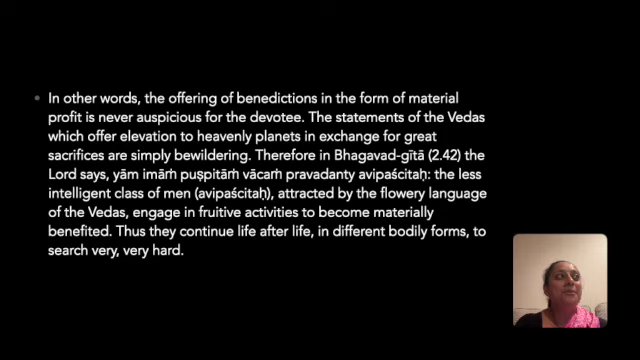 • In other words, the offering of benedictions in the form of material
profit is never auspicious for the devotee. The statements of the Vedas
which offer elevation to heavenly planets in exchange for great
sacrifices are simply bewildering. Therefore in Bhagavad-gītā (2.42) the
Lord says, yām imāṁ puṣpitāṁ vācaṁ pravadanty avipaścitaḥ: the less
intelligent class of men (avipaścitaḥ), attracted by the flowery language
of the Vedas, engage in fruitive activities to become materially
benefited. Thus they continue life after life, in different bodily forms, to
search very, very hard.